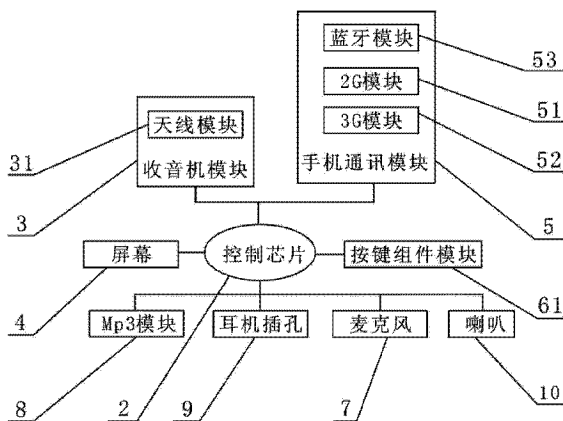 蓝牙模块
53
2G模块
51
天线模块
3G模块
31
收音机模块
手机通讯模块
52
3
5
屏幕
控制芯片
按键组件模块
4
61
Mp3模块
耳机插孔
麦克风
喇叭
8
2
9
7
10